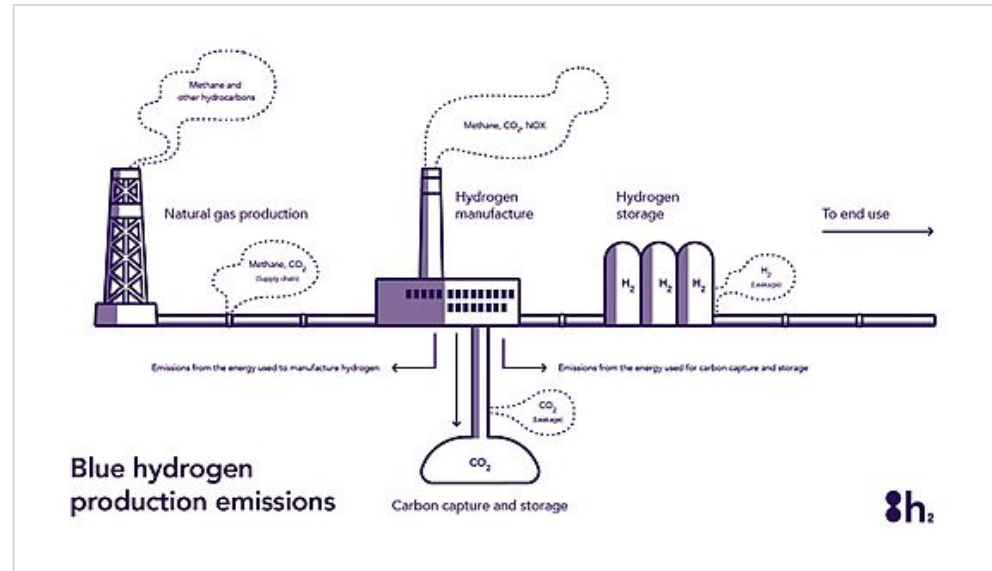 Methane and
other hydrocarbons
Methane, CO₂, NOX
Natural gas production
Hydrogen
manufacture
Hydrogen
storage
To end use
Methane, CO₂
(Supply chain)
H₂
H₂
H₂
H₂
(Leakage)
Emissions from the energy used to manufacture hydrogen
Emissions from the energy used for carbon capture and storage
CO₂
(Leakage)
CO₂
Carbon capture and storage
Blue hydrogen
production emissions
h₂